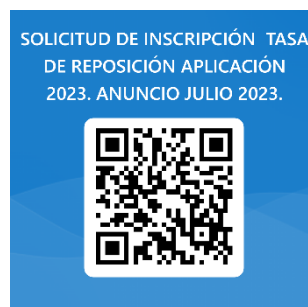 SOLICITUD DE INSCRIPCIÓN TASA
DE REPOSICIÓN APLICACIÓN
2023. ANUNCIO JULIO 2023.